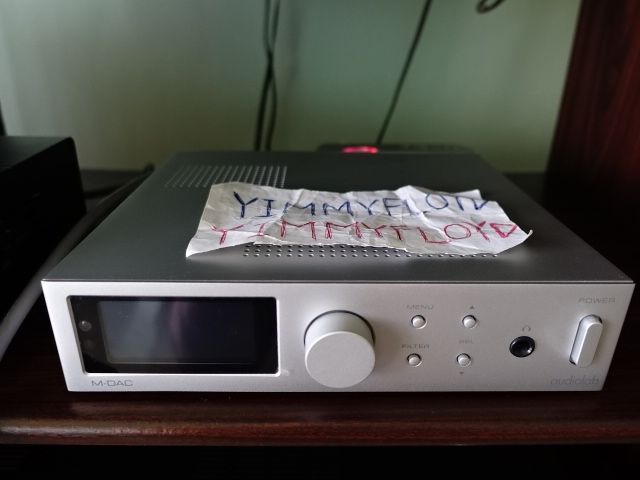 YIMMYFLOYD
YIMMYFLOYD
MENU
POWER
FILTER
SEL
M-DAC
audiolab